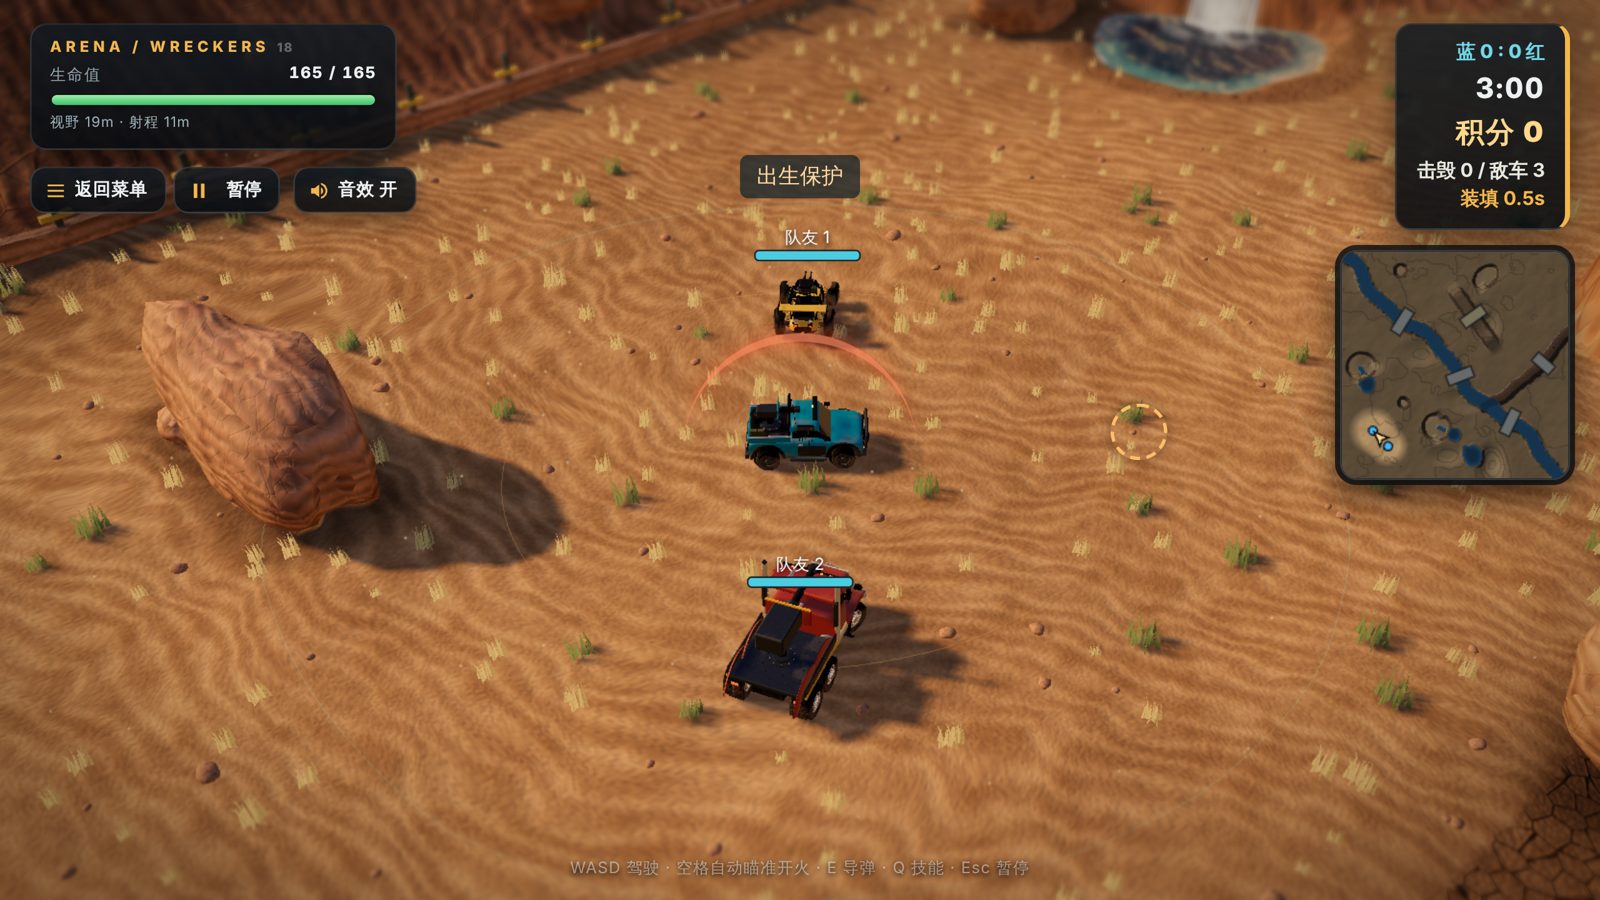 ARENA / WRECKERS 18
生命值 165 / 165
视野 19m · 射程 11m
返回菜单 暂停 音效 开
蓝 0 : 0 红
3:00
积分 0
击毁 0 / 敌车 3
装填 0.5s
出生保护
队友 1
队友 2
WASD 驾驶 · 空格自动瞄准开火 · E 导弹 · Q 技能 · Esc 暂停